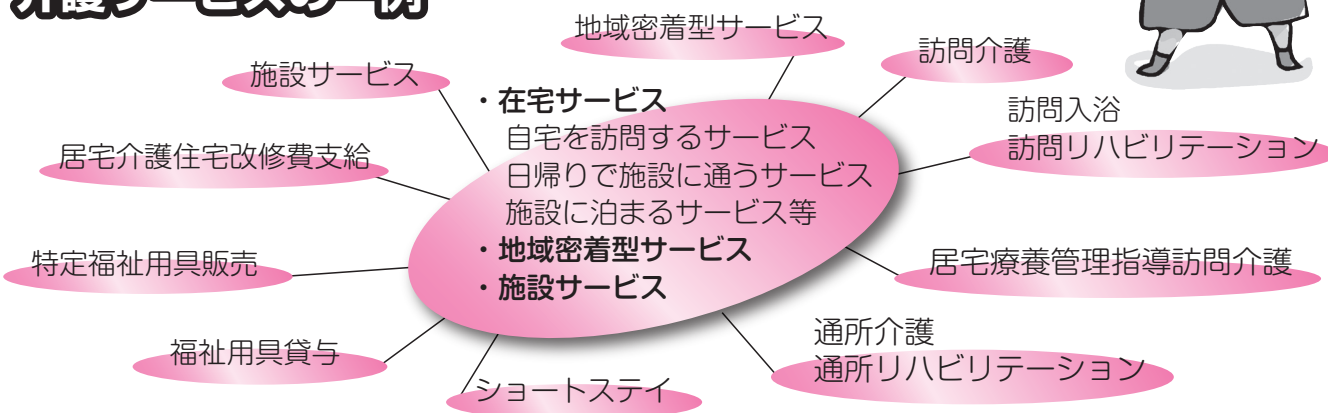 介護サービスの一例
地域密着型サービス
訪問介護
施設サービス
・在宅サービス
自宅を訪問するサービス
日帰りで施設に通うサービス
施設に泊まるサービス等
・地域密着型サービス
・施設サービス
訪問入浴
訪問リハビリテーション
居宅介護住宅改修費支給
特定福祉用具販売
居宅療養管理指導訪問介護
福祉用具貸与
通所介護
通所リハビリテーション
ショートステイ